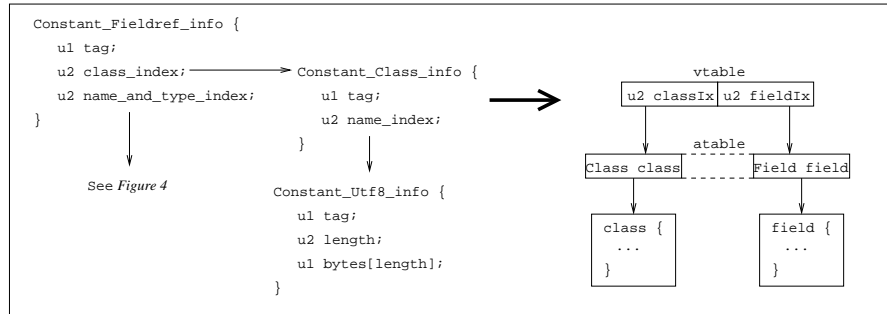 Constant_Fieldref_info {
u1 tag;
u2 class_index;
u2 name_and_type_index;
}
See Figure 4
Constant_Class_info {
u1 tag;
u2 name_index;
}
Constant_Utf8_info {
u1 tag;
u2 length;
u1 bytes[length];
}
vtable
u2 classIx u2 fieldIx
atable
Class class Field field
class {
...
}
field {
...
}